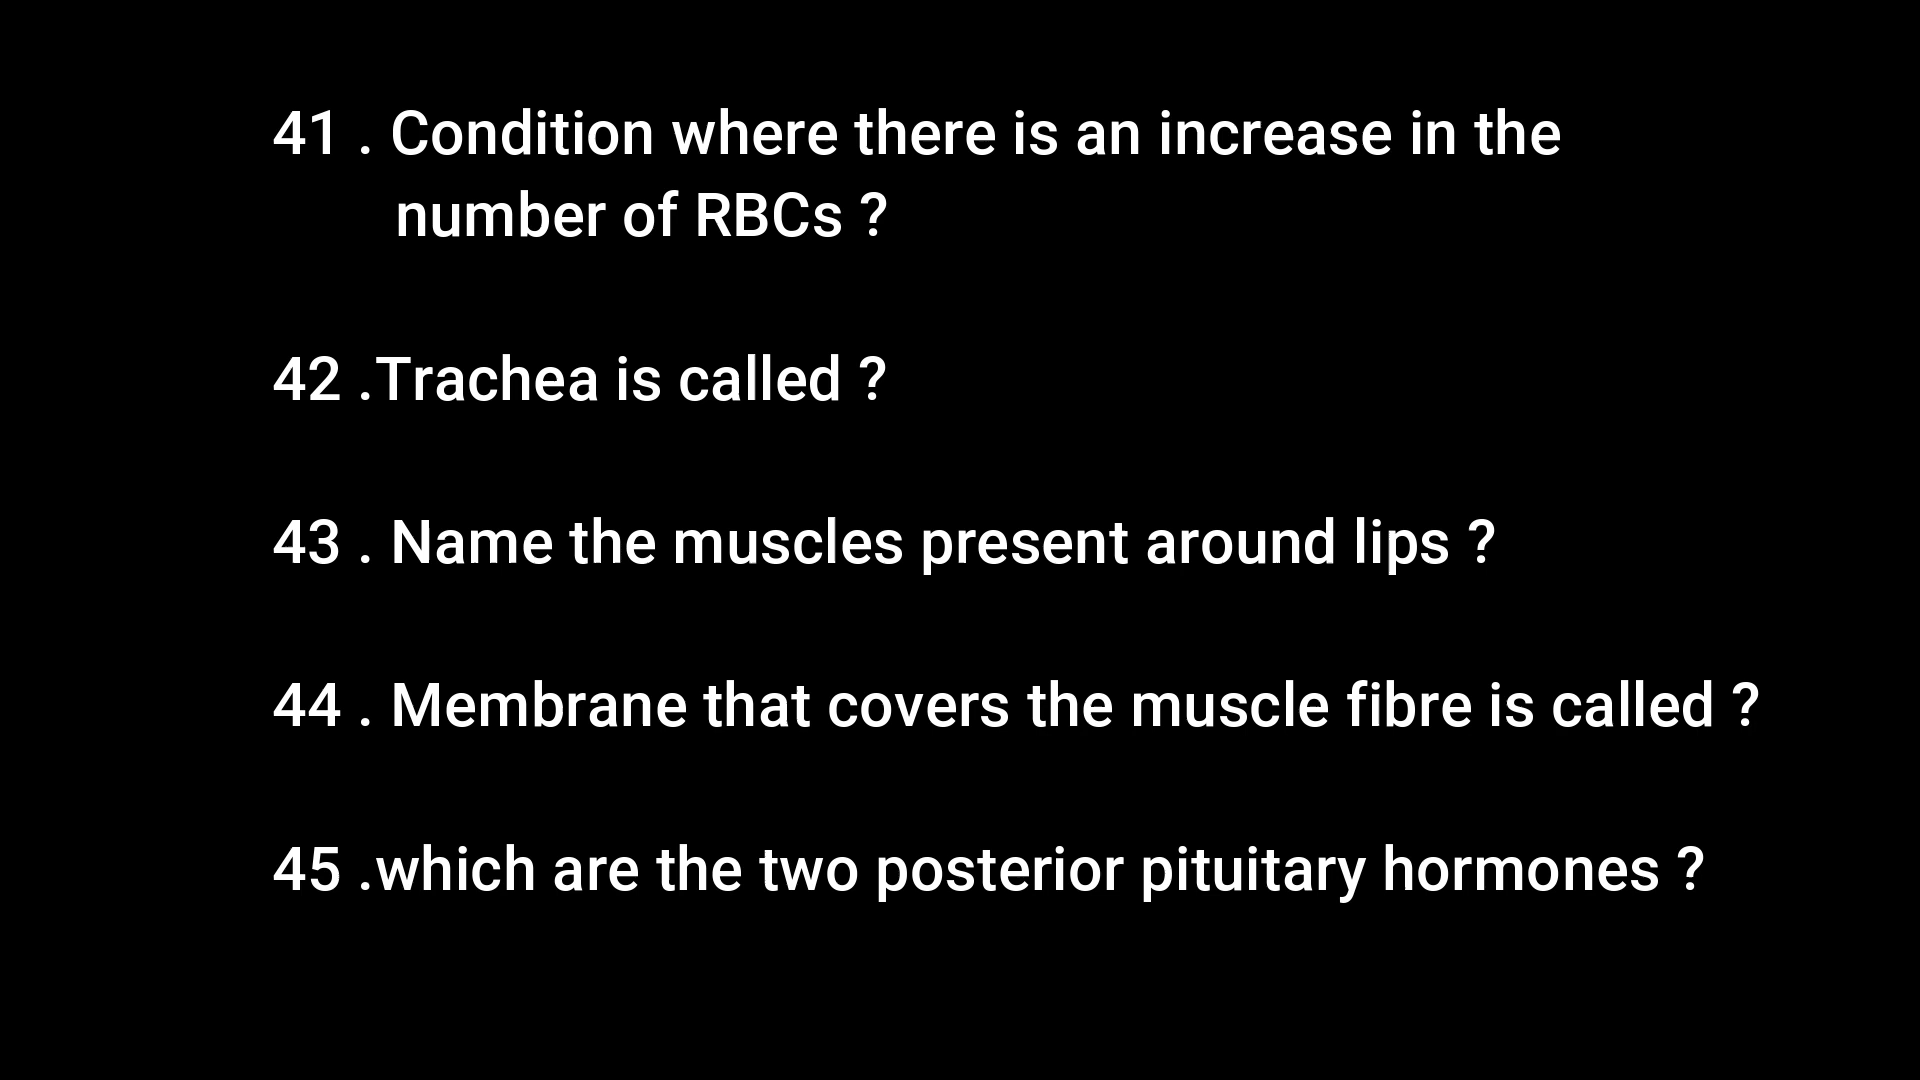 41 . Condition where there is an increase in the
number of RBCs ?
42 .Trachea is called ?
43 . Name the muscles present around lips ?
44 . Membrane that covers the muscle fibre is called ?
45 .which are the two posterior pituitary hormones ?